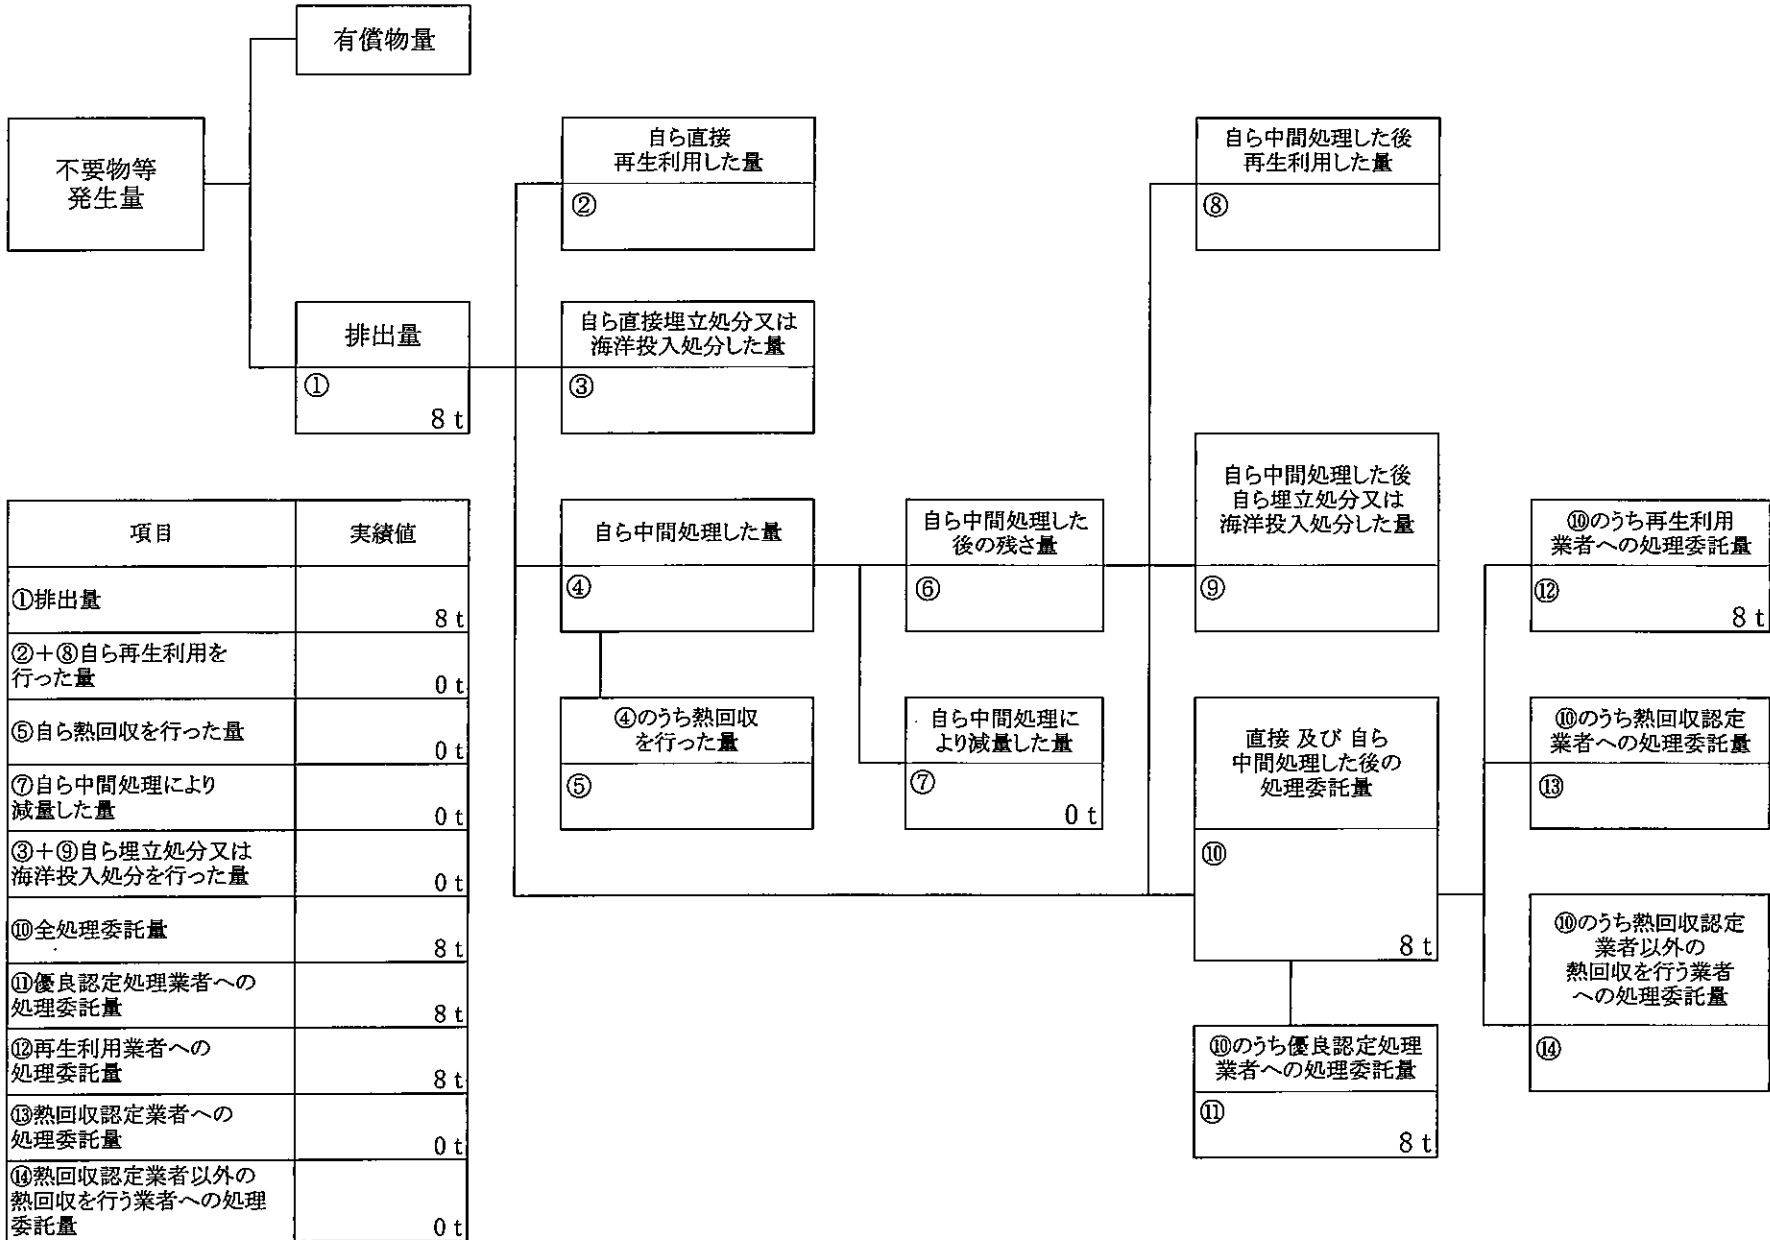 有償物量
不要物等
発生量
自ら直接
再生利用した量
②
自ら中間処理した後
再生利用した量
⑧
排出量
①
8 t
自ら直接埋立処分又は
海洋投入処分した量
③
自ら中間処理した量
④
自ら中間処理した
後の残さ量
⑥
自ら中間処理した後
自ら埋立処分又は
海洋投入処分した量
⑨
⑩のうち再生利用
業者への処理委託量
⑫
8 t
④のうち熱回収
を行った量
⑤
自ら中間処理に
より減量した量
⑦
0 t
直接 及び 自ら
中間処理した後の
処理委託量
⑩
8 t
⑩のうち熱回収認定
業者への処理委託量
⑬
⑩のうち熱回収認定
業者以外の
熱回収を行う業者
への処理委託量
⑭
⑩のうち優良認定処理
業者への処理委託量
⑪
8 t
項目 実績値
①排出量
8 t
②+⑧自ら再生利用を
行った量
0 t
⑤自ら熱回収を行った量
0 t
⑦自ら中間処理により
減量した量
0 t
③+⑨自ら埋立処分又は
海洋投入処分を行った量
0 t
⑩全処理委託量
8 t
⑪優良認定処理業者への
処理委託量
8 t
⑫再生利用業者への
処理委託量
8 t
⑬熱回収認定業者への
処理委託量
0 t
⑭熱回収認定業者以外の
熱回収を行う業者への処理
委託量
0 t